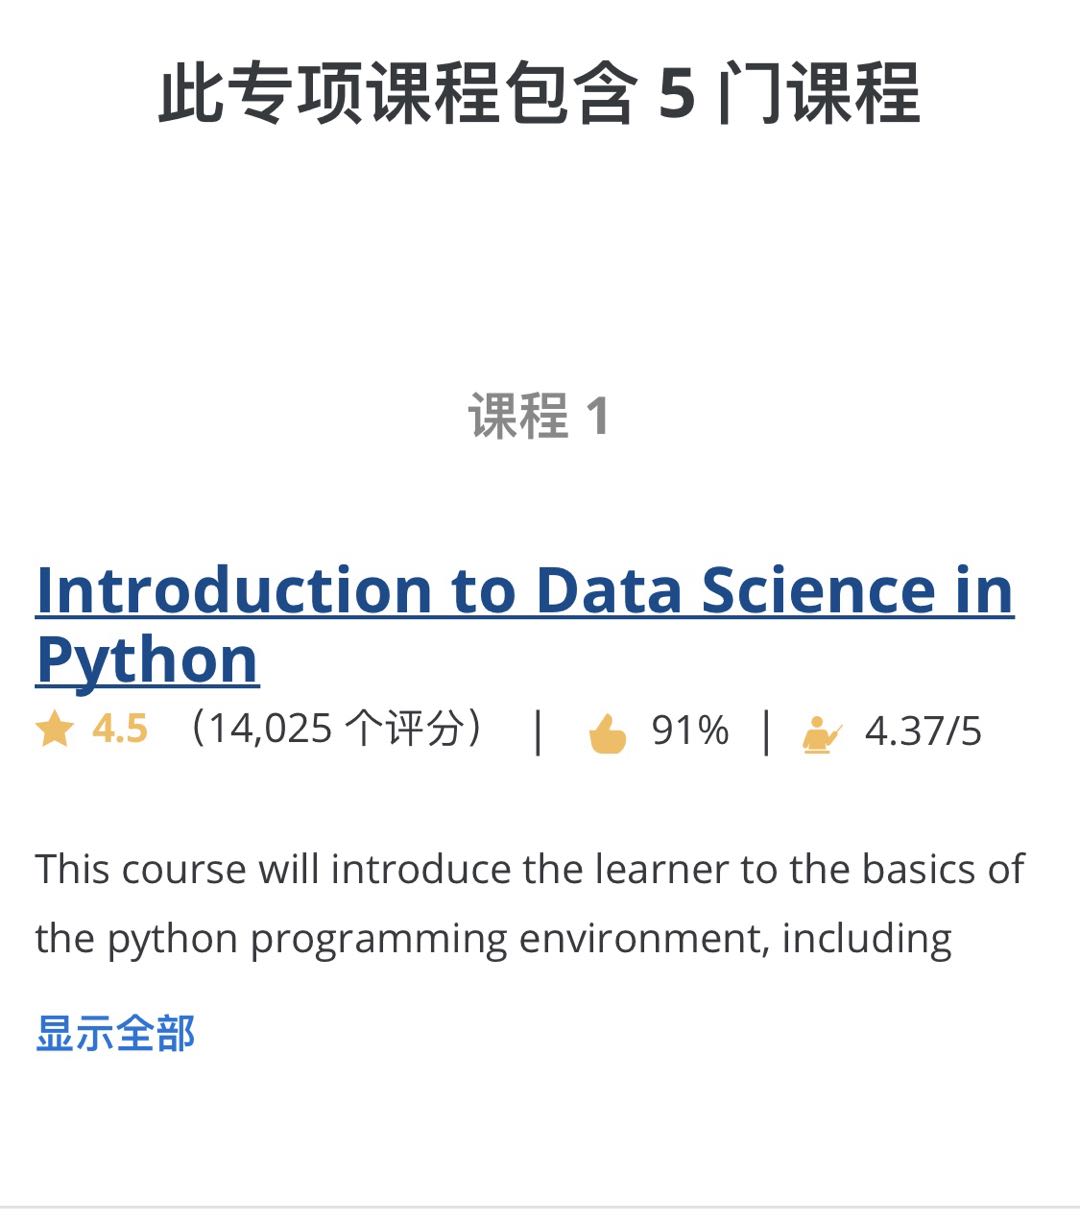 此专项课程包含 5 门课程
课程 1
Introduction to Data Science in
Python
4.5 （14,025 个评分） | 91% | 4.37/5
This course will introduce the learner to the basics of
the python programming environment, including
显示全部